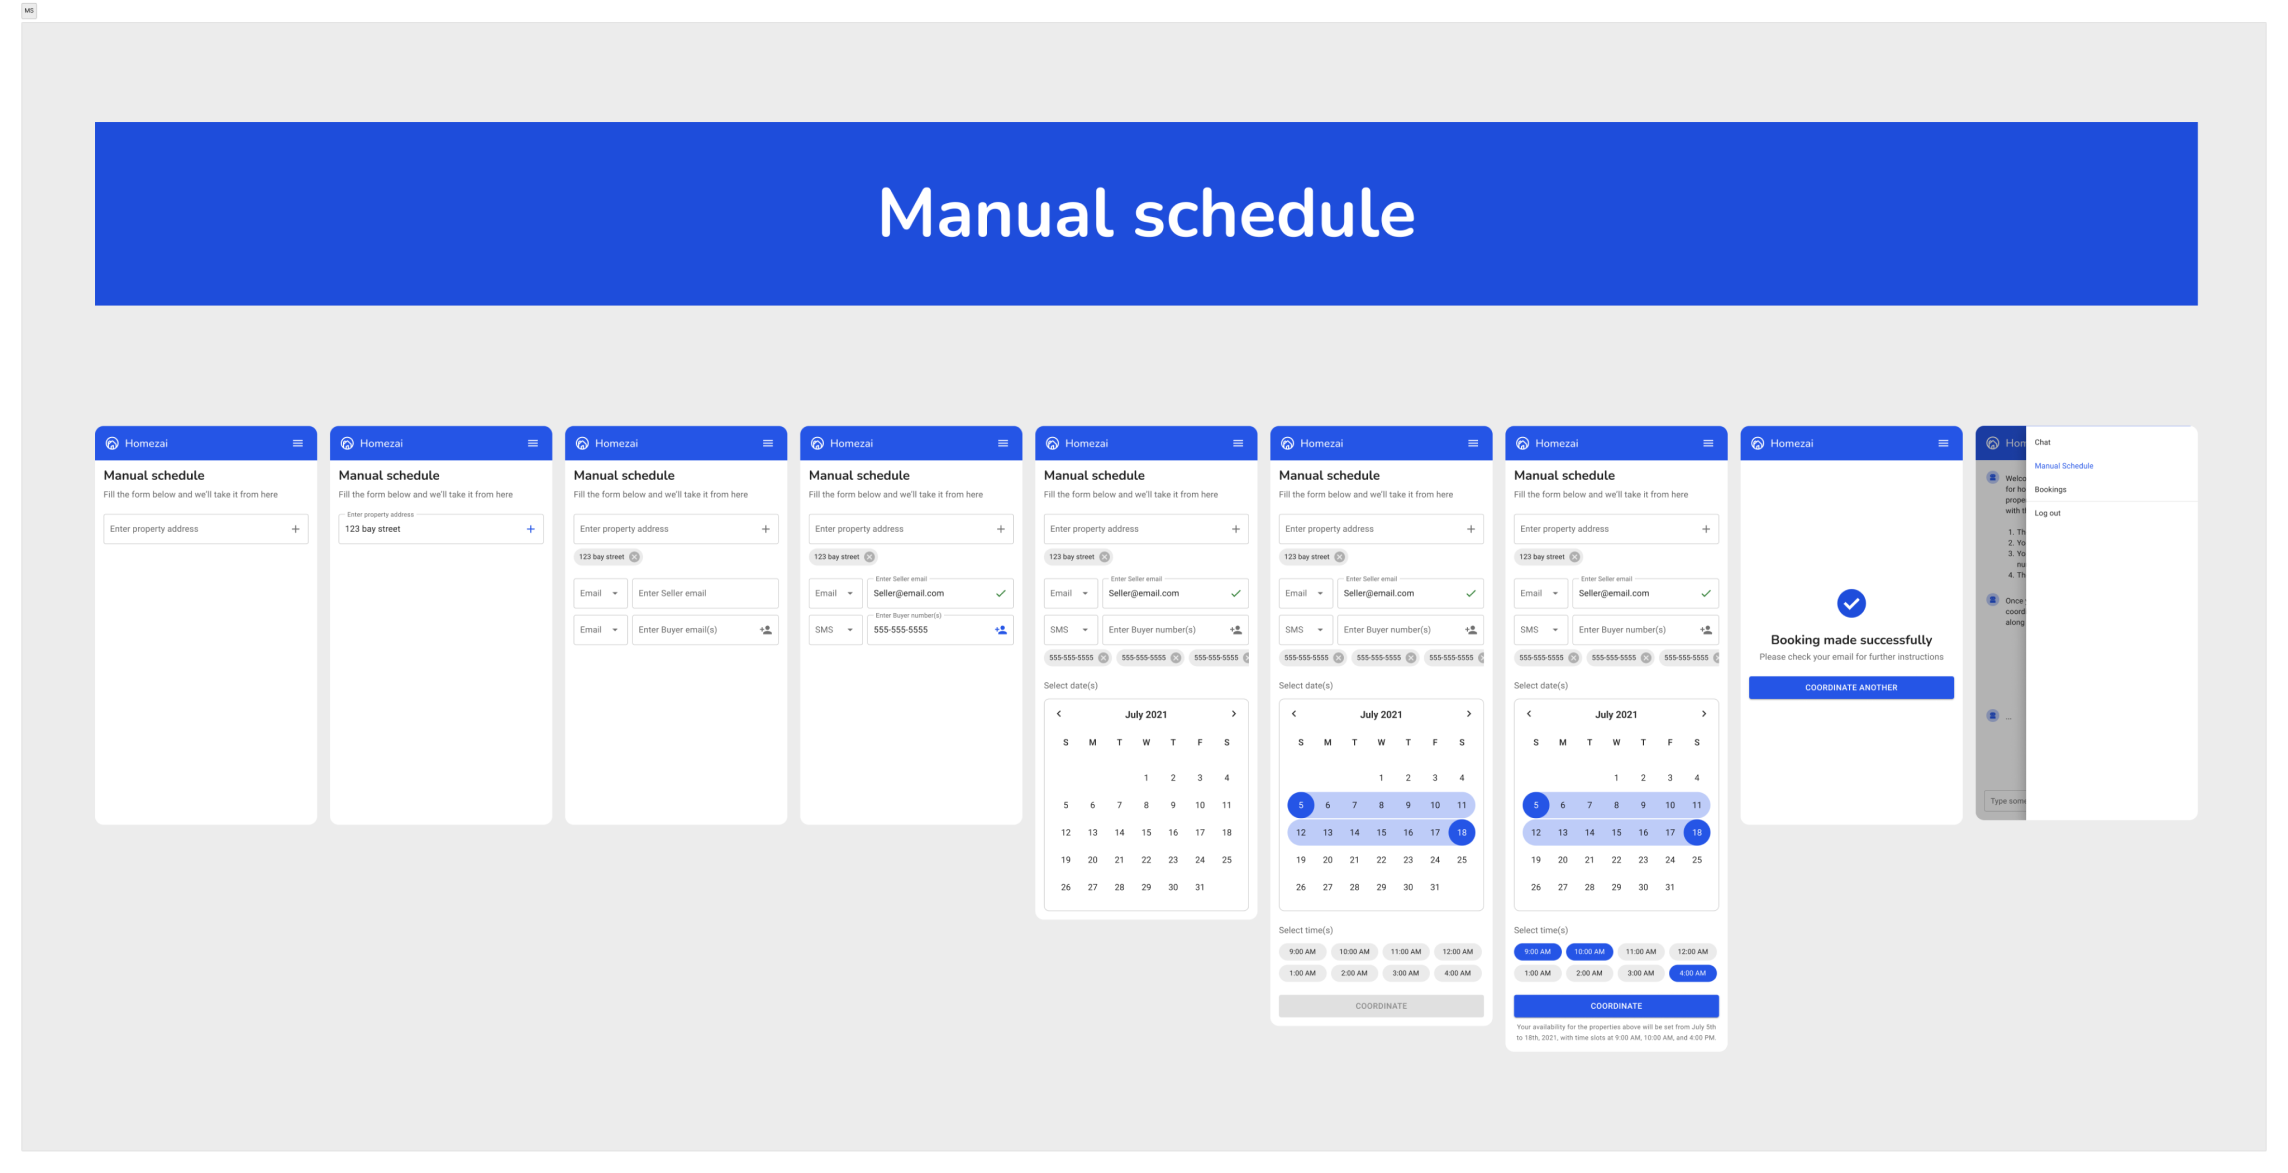 MS
Manual schedule
Homezai
Manual schedule
Fill the form below and we'll take it from here
Enter property address
Homezai
Manual schedule
Fill the form below and we'll take it from here
Enter property address
123 bay street
Homezai
Manual schedule
Fill the form below and we'll take it from here
Enter property address
123 bay street
Email Enter Seller email
Email Enter Buyer email(s)
Homezai
Manual schedule
Fill the form below and we'll take it from here
Enter property address
123 bay street
Enter Seller email
Email Seller@email.com
Enter Buyer number(s)
SMS 555-555-5555
Homezai
Manual schedule
Fill the form below and we'll take it from here
Enter property address
123 bay street
Enter Seller email
Email Seller@email.com
SMS Enter Buyer number(s)
555-555-5555 555-555-5555 555-555-5555
Select date(s)
July 2021
S M T W T F S
1 2 3 4
5 6 7 8 9 10 11
12 13 14 15 16 17 18
19 20 21 22 23 24 25
26 27 28 29 30 31
Homezai
Manual schedule
Fill the form below and we'll take it from here
Enter property address
123 bay street
Enter Seller email
Email Seller@email.com
SMS Enter Buyer number(s)
555-555-5555 555-555-5555 555-555-5555
Select date(s)
July 2021
S M T W T F S
1 2 3 4
5 6 7 8 9 10 11
12 13 14 15 16 17 18
19 20 21 22 23 24 25
26 27 28 29 30 31
Select time(s)
9:00 AM 10:00 AM 11:00 AM 12:00 AM
1:00 AM 2:00 AM 3:00 AM 4:00 AM
COORDINATE
Homezai
Manual schedule
Fill the form below and we'll take it from here
Enter property address
123 bay street
Enter Seller email
Email Seller@email.com
SMS Enter Buyer number(s)
555-555-5555 555-555-5555 555-555-5555
Select date(s)
July 2021
S M T W T F S
1 2 3 4
5 6 7 8 9 10 11
12 13 14 15 16 17 18
19 20 21 22 23 24 25
26 27 28 29 30 31
Select time(s)
9:00 AM 10:00 AM 11:00 AM 12:00 AM
1:00 AM 2:00 AM 3:00 AM 4:00 AM
COORDINATE
Your availability for the properties above will be set from July 5th
to 18th, 2021, with time slots at 9:00 AM, 10:00 AM, and 4:00 PM.
Homezai
Booking made successfully
Please check your email for further instructions
COORDINATE ANOTHER
Hom
Welco
for ho
prope
with t
1. Th
2. Yo
3. Yo
nu
4. Th
Once
coord
along
...
Type som
Chat
Manual Schedule
Bookings
Log out